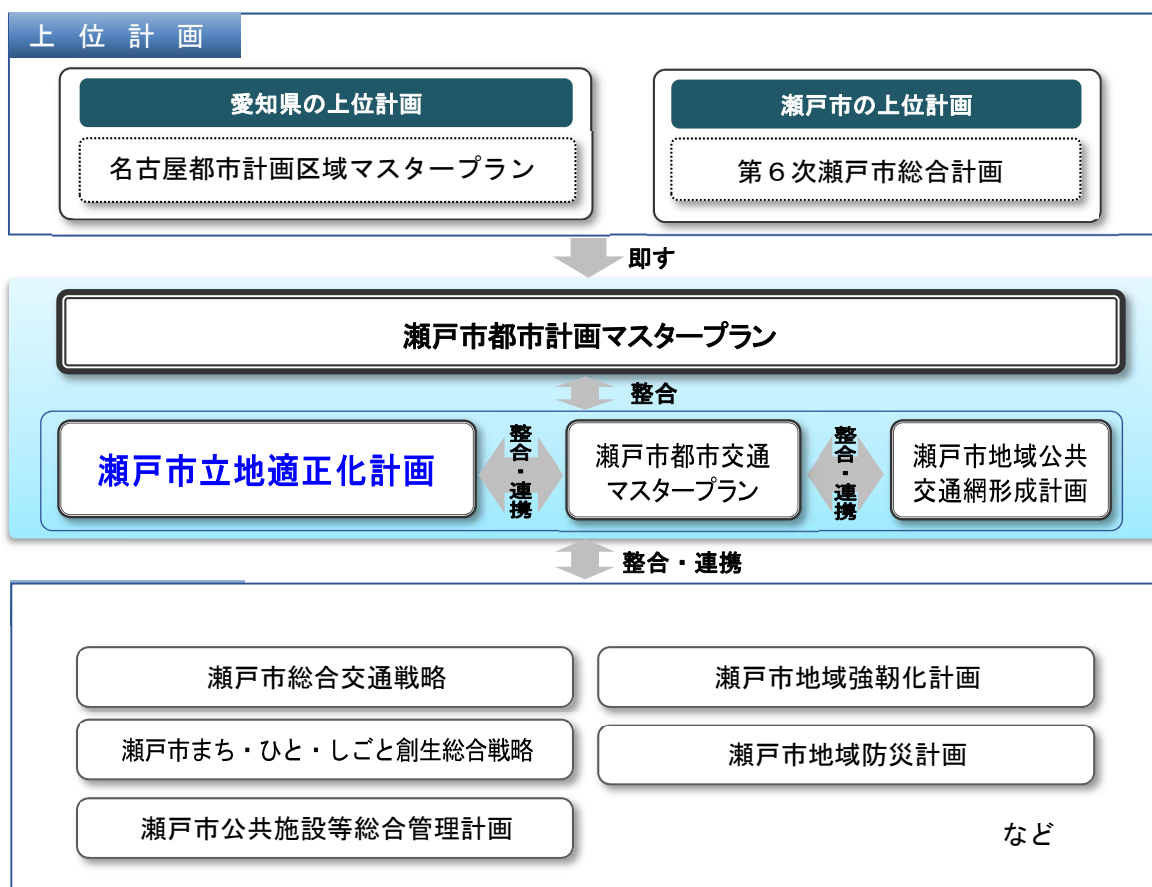 上位計画
愛知県の上位計画
名古屋都市計画区域マスタープラン
瀬戸市の上位計画
第６次瀬戸市総合計画
即す
瀬戸市都市計画マスタープラン
整合
瀬戸市立地適正化計画
整合・連携
瀬戸市都市交通
マスタープラン
整合・連携
瀬戸市地域公共
交通網形成計画
整合・連携
瀬戸市総合交通戦略
瀬戸市地域強靭化計画
瀬戸市まち・ひと・しごと創生総合戦略
瀬戸市地域防災計画
瀬戸市公共施設等総合管理計画
など